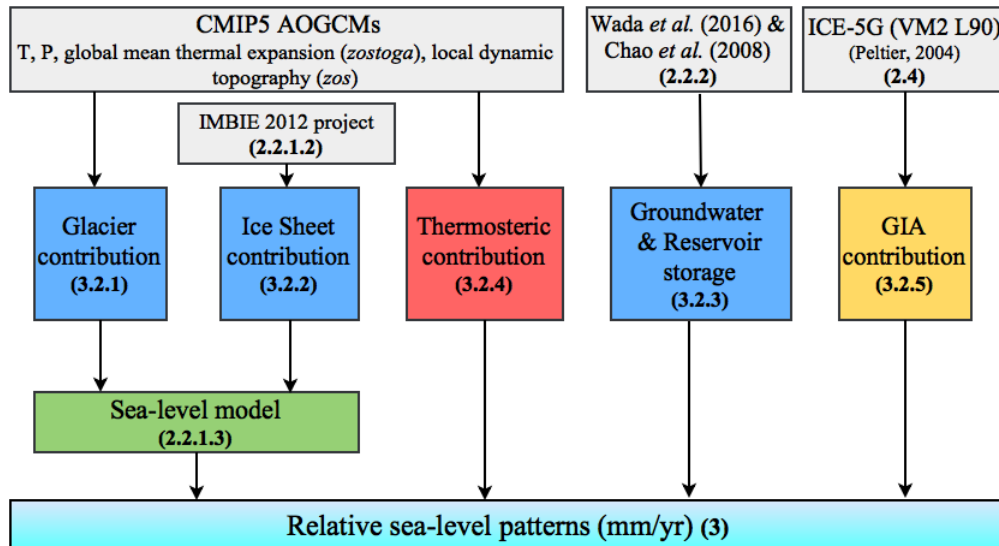 CMIP5 AOGCMs
T, P, global mean thermal expansion (zostoga), local dynamic
topography (zos)
Wada et al. (2016) &
Chao et al. (2008)
(2.2.2)
ICE-5G (VM2 L90)
(Peltier, 2004)
(2.4)
IMBIE 2012 project
(2.2.1.2)
Glacier
contribution
(3.2.1)
Ice Sheet
contribution
(3.2.2)
Thermosteric
contribution
(3.2.4)
Groundwater
& Reservoir
storage
(3.2.3)
GIA
contribution
(3.2.5)
Sea-level model
(2.2.1.3)
Relative sea-level patterns (mm/yr) (3)